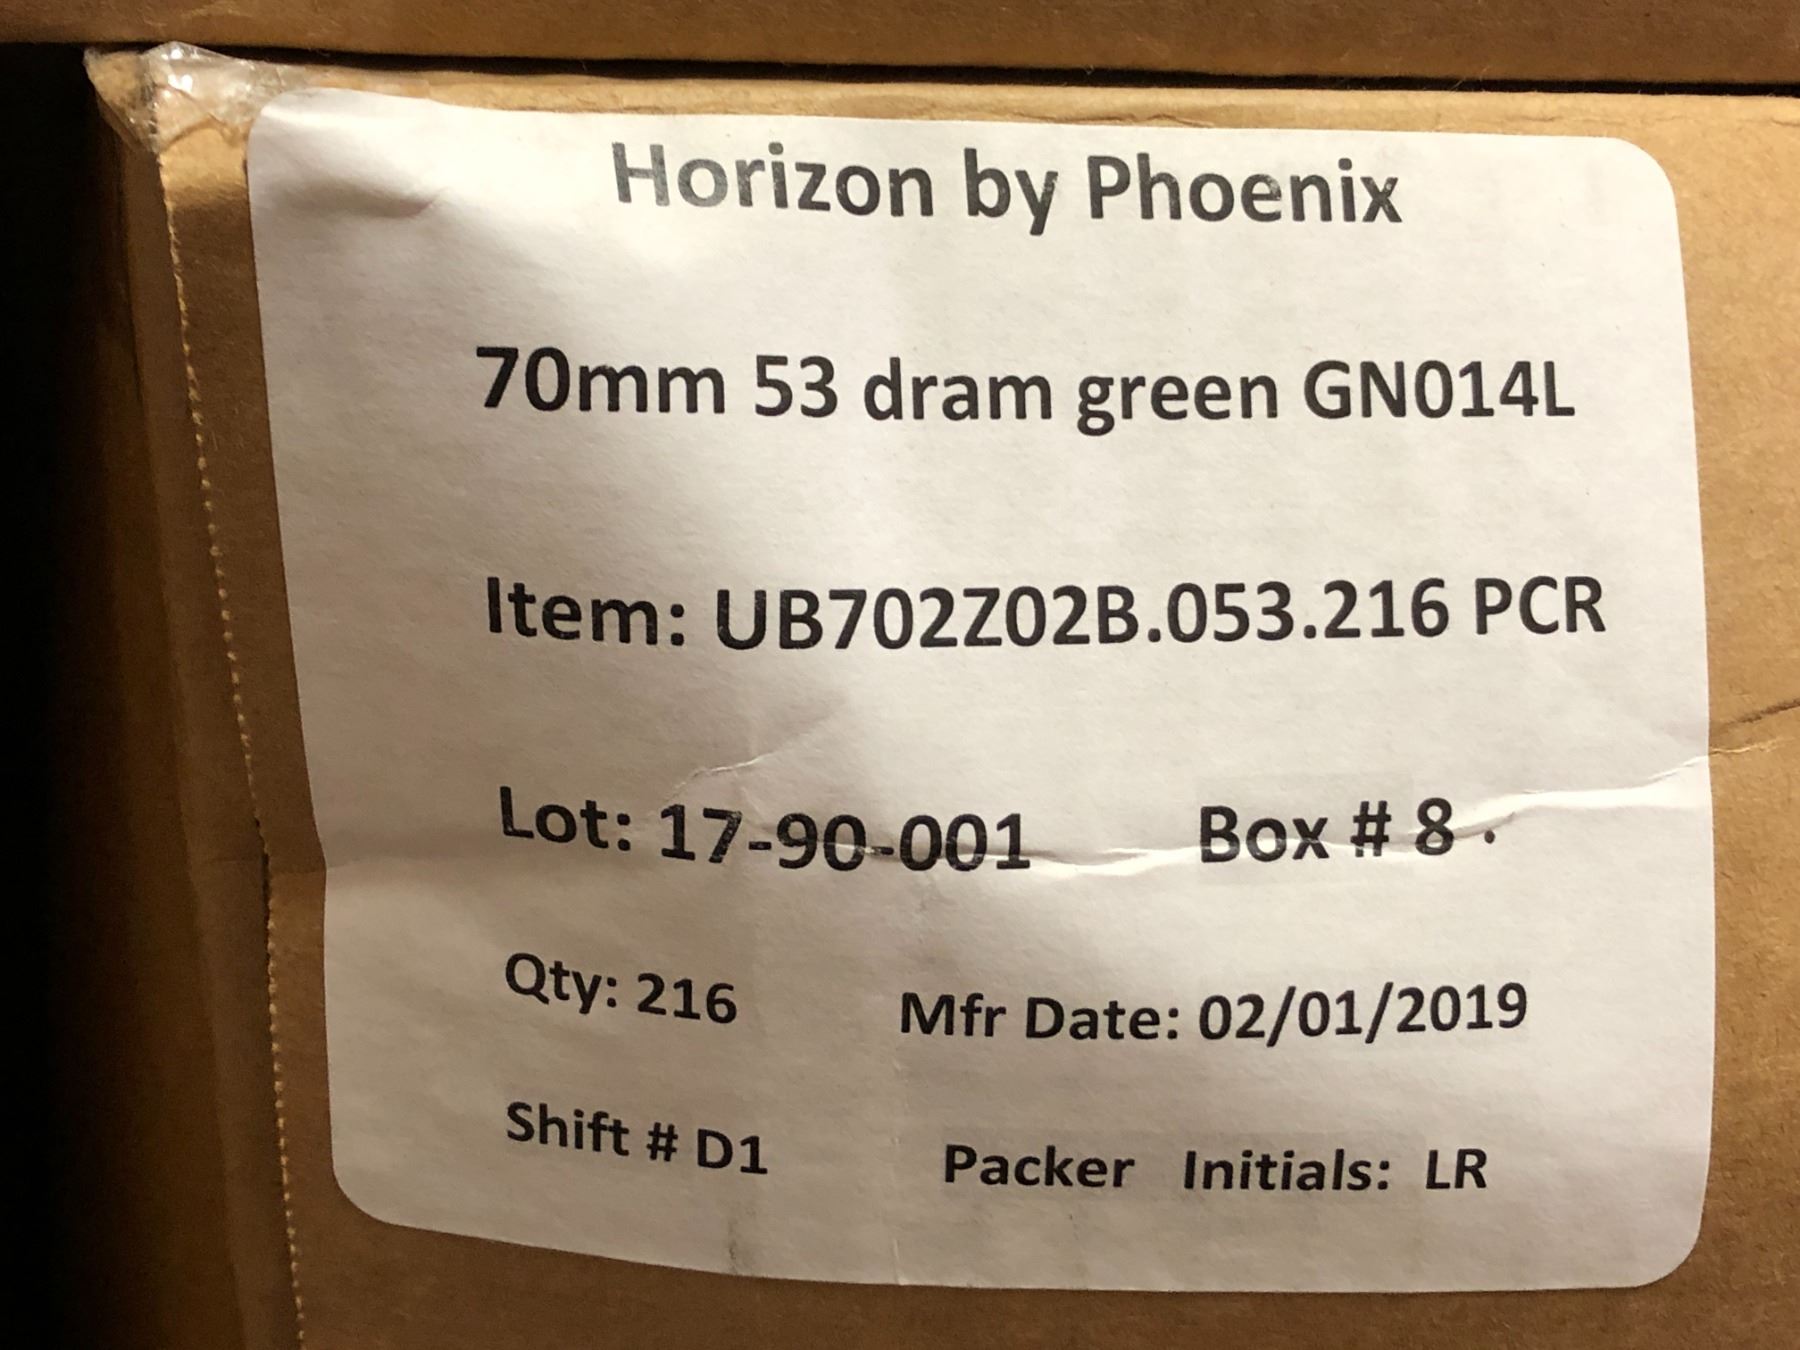 Horizon by Phoenix
70mm 53 dram green GN014L
Item: UB702Z02B.053.216 PCR
Lot: 17-90-001 Box # 8 .
Qty: 216 Mfr Date: 02/01/2019
Shift # D1 Packer Initials: LR